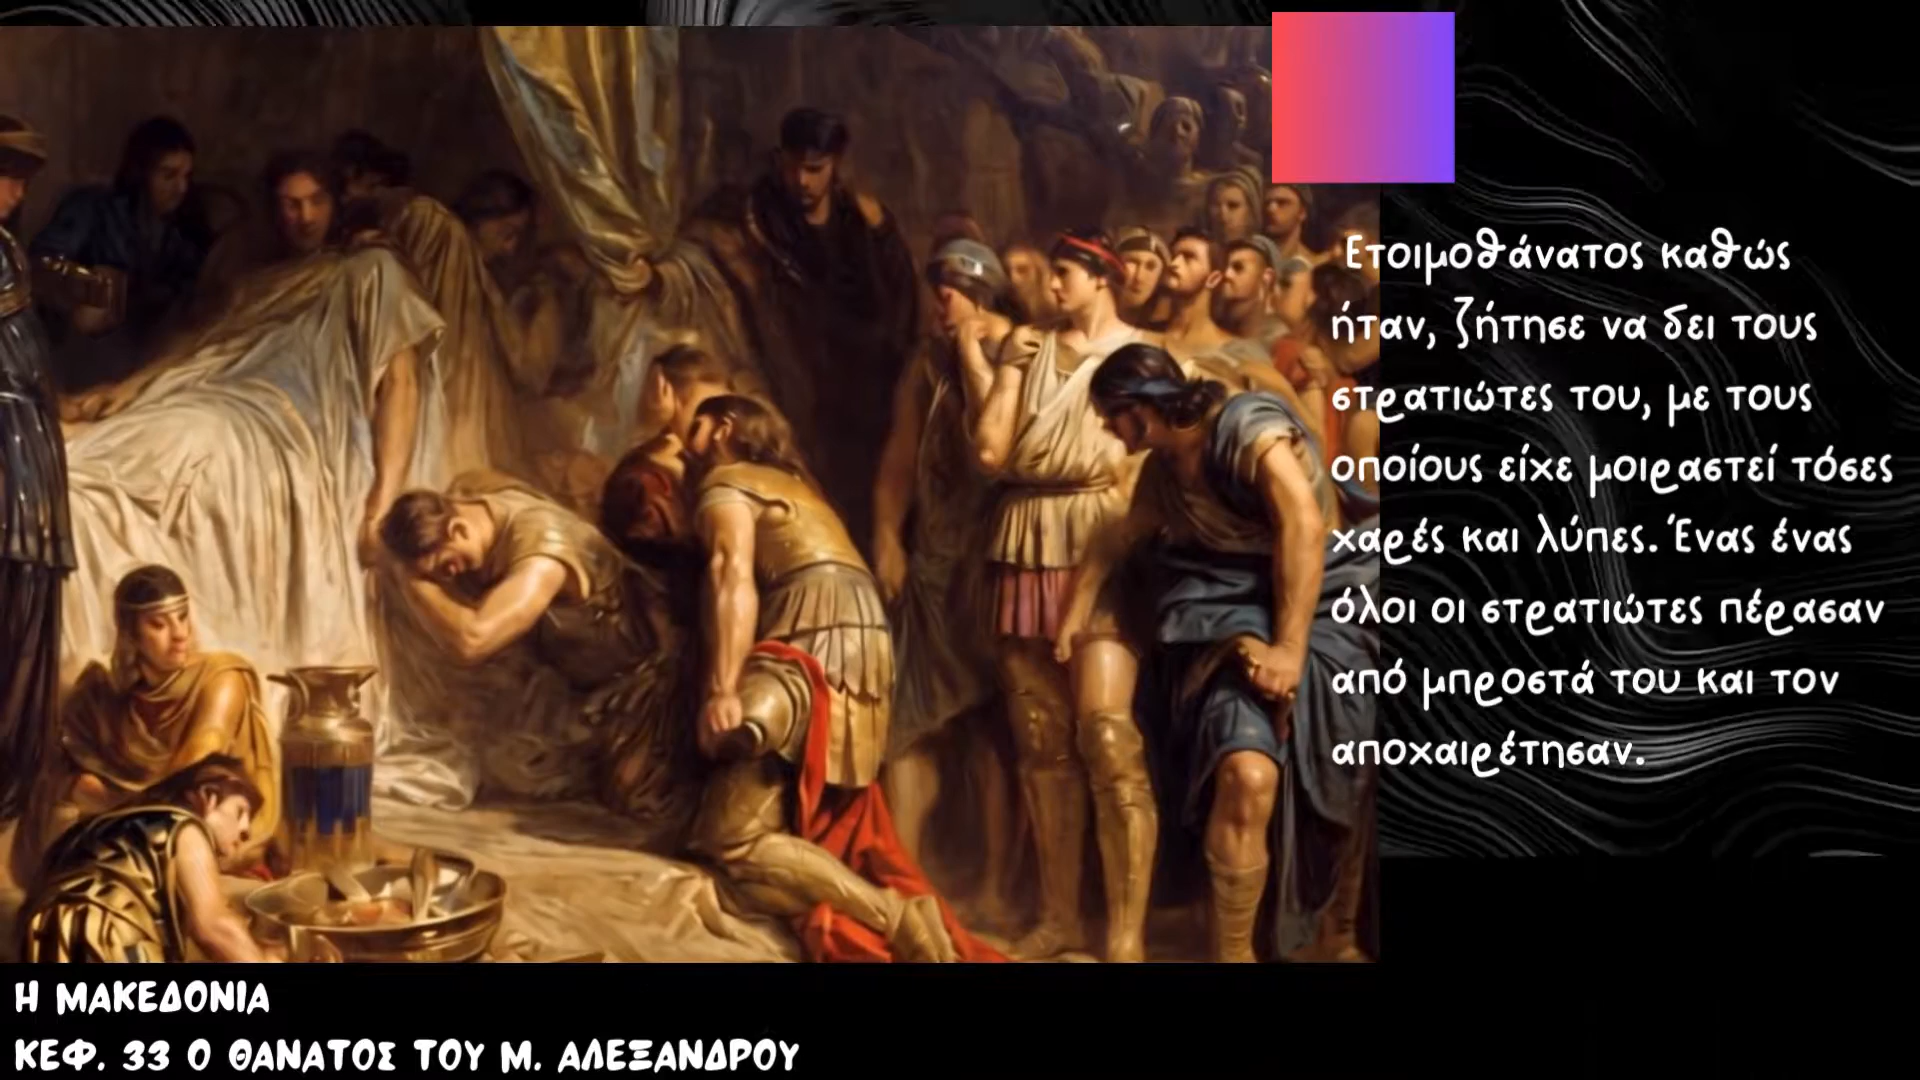 Ετοιμοθάνατος καθώς
ήταν, ζήτησε να δει τους
στρατιώτες του, με τους
οποίους είχε μοιραστεί τόσες
χαρές και λύπες. Ένας ένας
όλοι οι στρατιώτες πέρασαν
από μπροστά του και τον
αποχαιρέτησαν.
Η ΜΑΚΕΔΟΝΙΑ
ΚΕΦ. 33 Ο ΘΑΝΑΤΟΣ ΤΟΥ Μ. ΑΛΕΞΑΝΔΡΟΥ